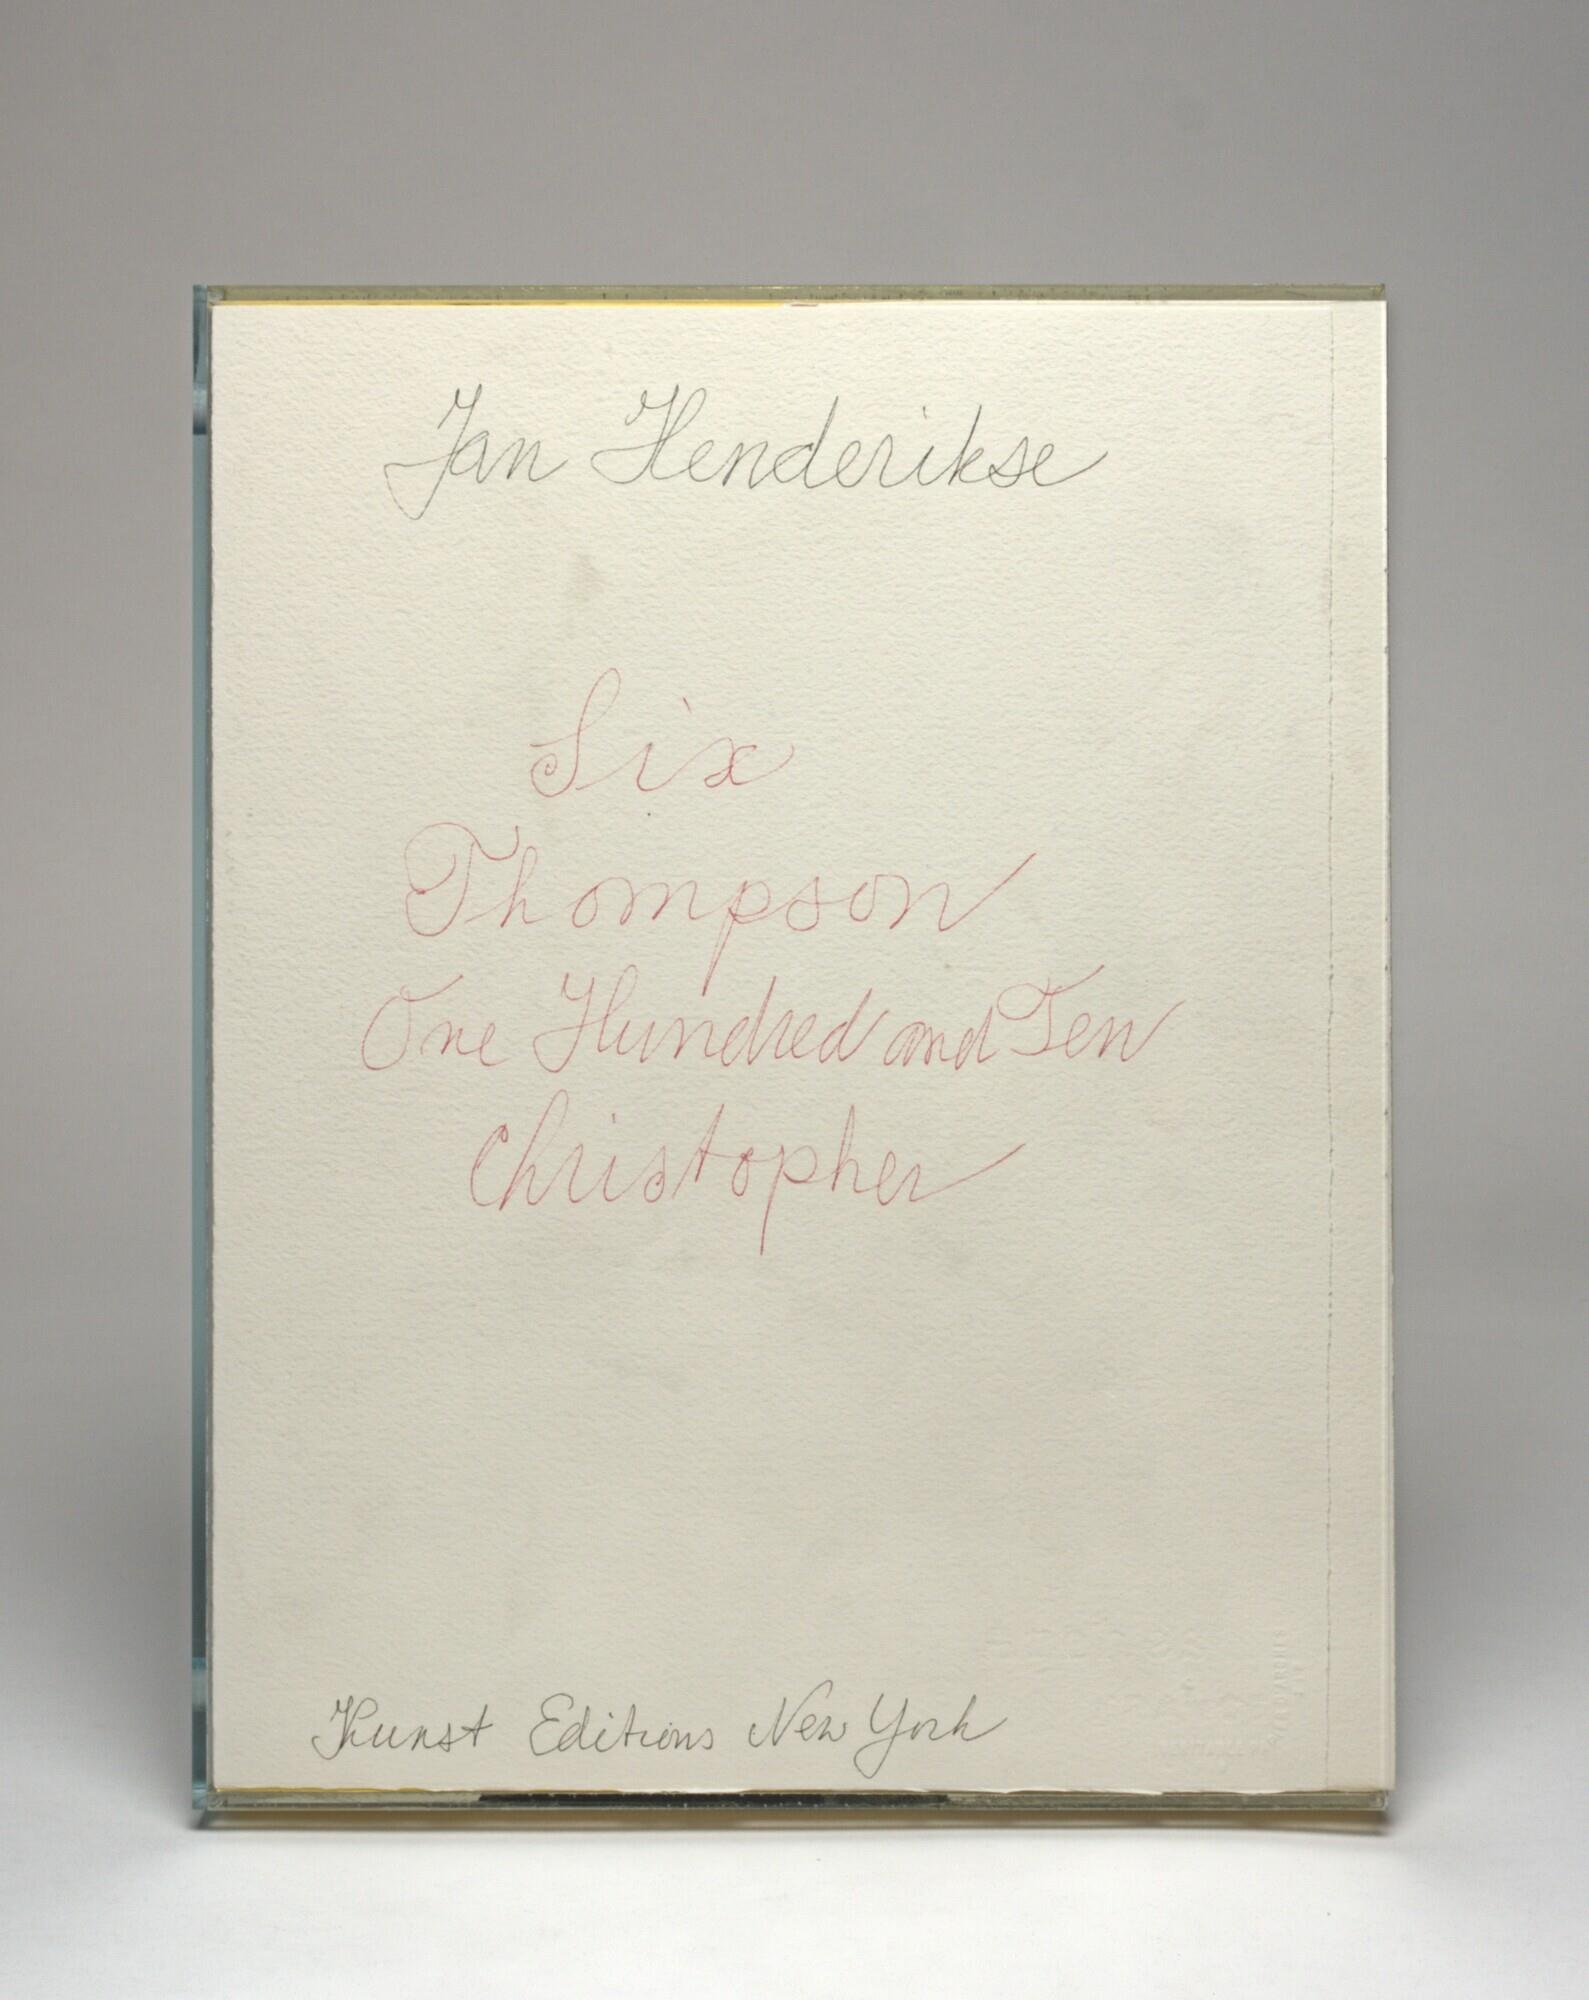 Jan Henderikse
Six
Thompson
One Hundred and Ten
Christopher
Kunst Editions New York